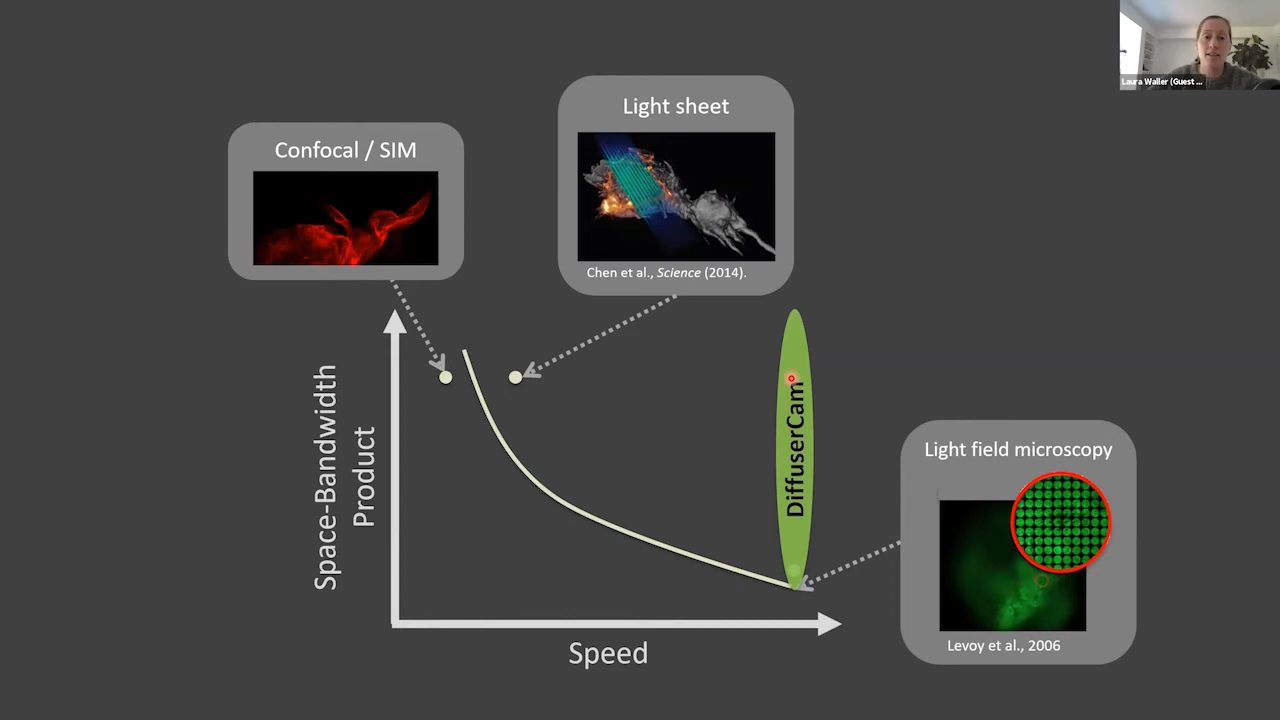 Laura Waller (Guest ...
Light sheet
Confocal / SIM
Chen et al., Science (2014).
Space-Bandwidth
Product
DiffuserCam
Light field microscopy
Levoy et al., 2006
Speed